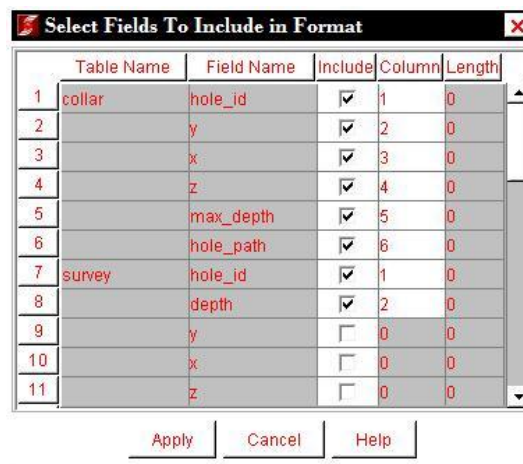 Select Fields To Include in Format
Table Name Field Name Include Column Length
1 collar hole_id 1 0
2 y 2 0
3 x 3 0
4 z 4 0
5 max_depth 5 0
6 hole_path 6 0
7 survey hole_id 1 0
8 depth 2 0
9 y 0 0
10 x 0 0
11 z 0 0
Apply Cancel Help